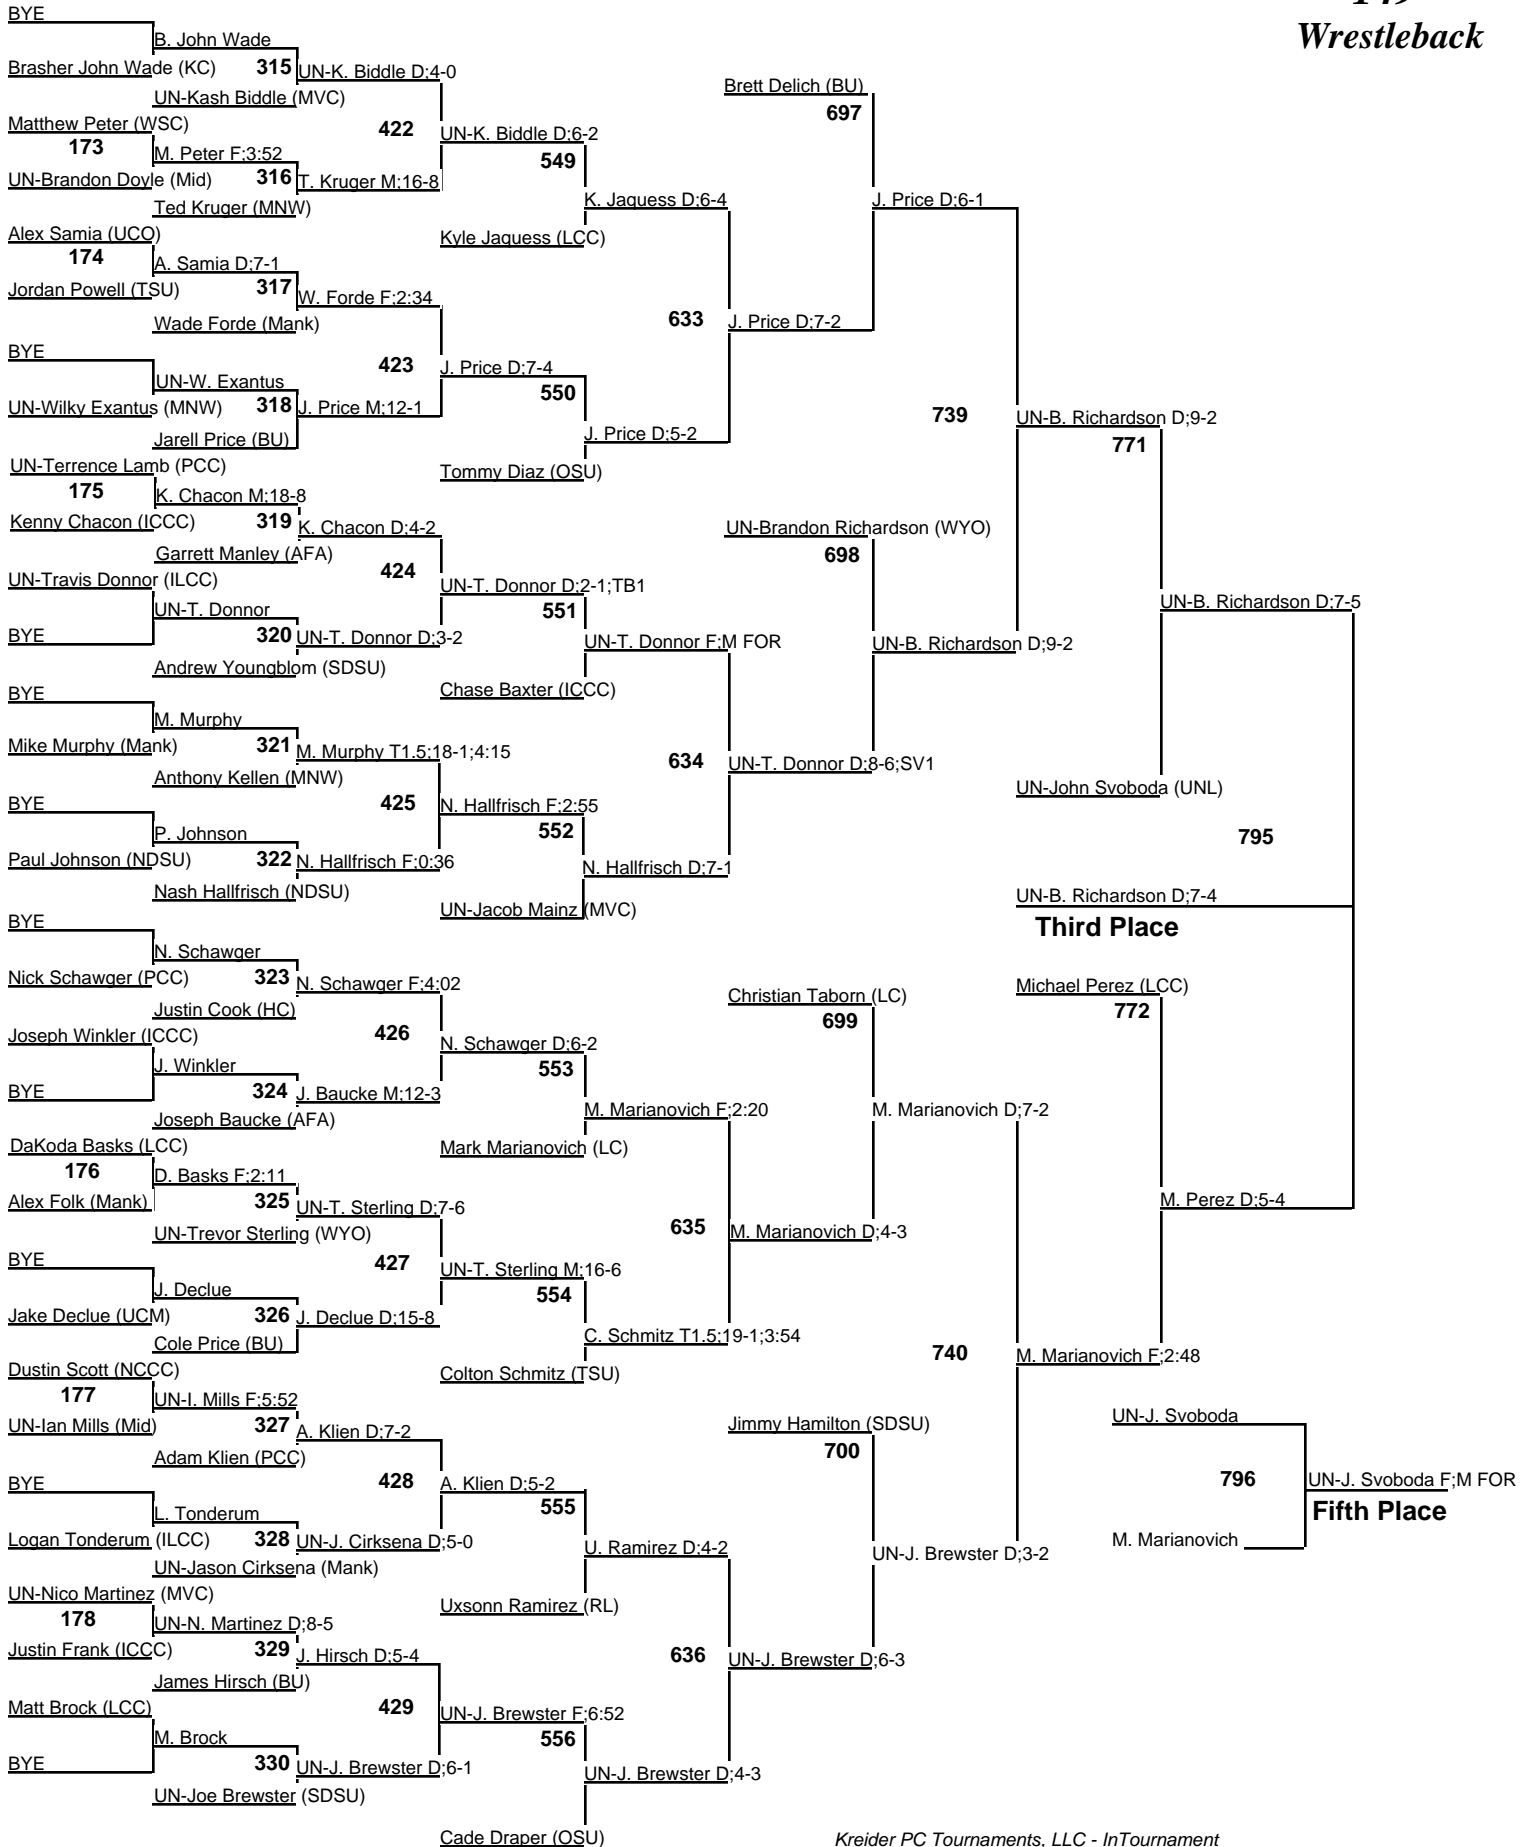 Wrestleback
BYE
B. John Wade
Brasher John Wade (KC)
315
UN-K. Biddle D;4-0
UN-Kash Biddle (MVC)
Matthew Peter (WSC)
422
UN-K. Biddle D;6-2
173
M. Peter F;3:52
549
UN-Brandon Doyle (Mid)
316
T. Kruger M;16-8
Ted Kruger (MNW)
K. Jaquess D;6-4
Alex Samia (UCO)
Kyle Jaquess (LCC)
174
A. Samia D;7-1
Jordan Powell (TSU)
317
W. Forde F;2:34
Wade Forde (Mank)
633
J. Price D;7-2
BYE
423
J. Price D;7-4
UN-W. Exantus
550
UN-Wilky Exantus (MNW)
318
J. Price M;12-1
Jarell Price (BU)
J. Price D;5-2
UN-Terrence Lamb (PCC)
Tommy Diaz (OSU)
175
K. Chacon M;18-8
Kenny Chacon (ICCC)
319
K. Chacon D;4-2
Garrett Manley (AFA)
UN-Travis Donnor (ILCC)
424
UN-T. Donnor D;2-1;TB1
UN-T. Donnor
551
BYE
320
UN-T. Donnor D;3-2
UN-T. Donnor F;M FOR
Andrew Youngblom (SDSU)
Chase Baxter (ICCC)
BYE
M. Murphy
Mike Murphy (Mank)
321
M. Murphy T1.5;18-1;4:15
634
UN-T. Donnor D;8-6;SV1
Anthony Kellen (MNW)
BYE
425
N. Hallfrisch F;2:55
P. Johnson
552
Paul Johnson (NDSU)
322
N. Hallfrisch F;0:36
N. Hallfrisch D;7-1
Nash Hallfrisch (NDSU)
UN-Jacob Mainz (MVC)
Brett Delich (BU)
697
J. Price D;6-1
739
UN-B. Richardson D;9-2
771
UN-Brandon Richardson (WYO)
698
UN-B. Richardson D;7-5
UN-B. Richardson D;9-2
UN-John Svoboda (UNL)
795
UN-B. Richardson D;7-4
Third Place
BYE
N. Schawger
Nick Schawger (PCC)
323
N. Schawger F;4:02
Justin Cook (HC)
Joseph Winkler (ICCC)
426
N. Schawger D;6-2
J. Winkler
553
BYE
324
J. Baucke M;12-3
Joseph Baucke (AFA)
M. Marianovich F;2:20
DaKoda Basks (LCC)
Mark Marianovich (LC)
176
D. Basks F;2:11
Alex Folk (Mank)
325
UN-T. Sterling D;7-6
UN-Trevor Sterling (WYO)
635
M. Marianovich D;4-3
BYE
427
UN-T. Sterling M;16-6
J. Declue
554
Jake Declue (UCM)
326
J. Declue D;15-8
Cole Price (BU)
C. Schmitz T1.5;19-1;3:54
Dustin Scott (NCCC)
Colton Schmitz (TSU)
177
UN-I. Mills F;5:52
UN-Ian Mills (Mid)
327
A. Klien D;7-2
Adam Klien (PCC)
BYE
428
A. Klien D;5-2
L. Tonderum
555
Logan Tonderum (ILCC)
328
UN-J. Cirksena D;5-0
U. Ramirez D;4-2
UN-Jason Cirksena (Mank)
UN-Nico Martinez (MVC)
Uxsonn Ramirez (RL)
178
UN-N. Martinez D;8-5
Justin Frank (ICCC)
329
J. Hirsch D;5-4
636
UN-J. Brewster D;6-3
James Hirsch (BU)
Matt Brock (LCC)
429
UN-J. Brewster F;6:52
M. Brock
556
BYE
330
UN-J. Brewster D;6-1
UN-J. Brewster D;4-3
UN-Joe Brewster (SDSU)
Cade Draper (OSU)
Christian Taborn (LC)
699
Michael Perez (LCC)
772
M. Marianovich D;7-2
M. Perez D;5-4
740
M. Marianovich F;2:48
Jimmy Hamilton (SDSU)
700
UN-J. Svoboda
796
UN-J. Svoboda F;M FOR
Fifth Place
M. Marianovich
UN-J. Brewster D;3-2
Kreider PC Tournaments, LLC - InTournament